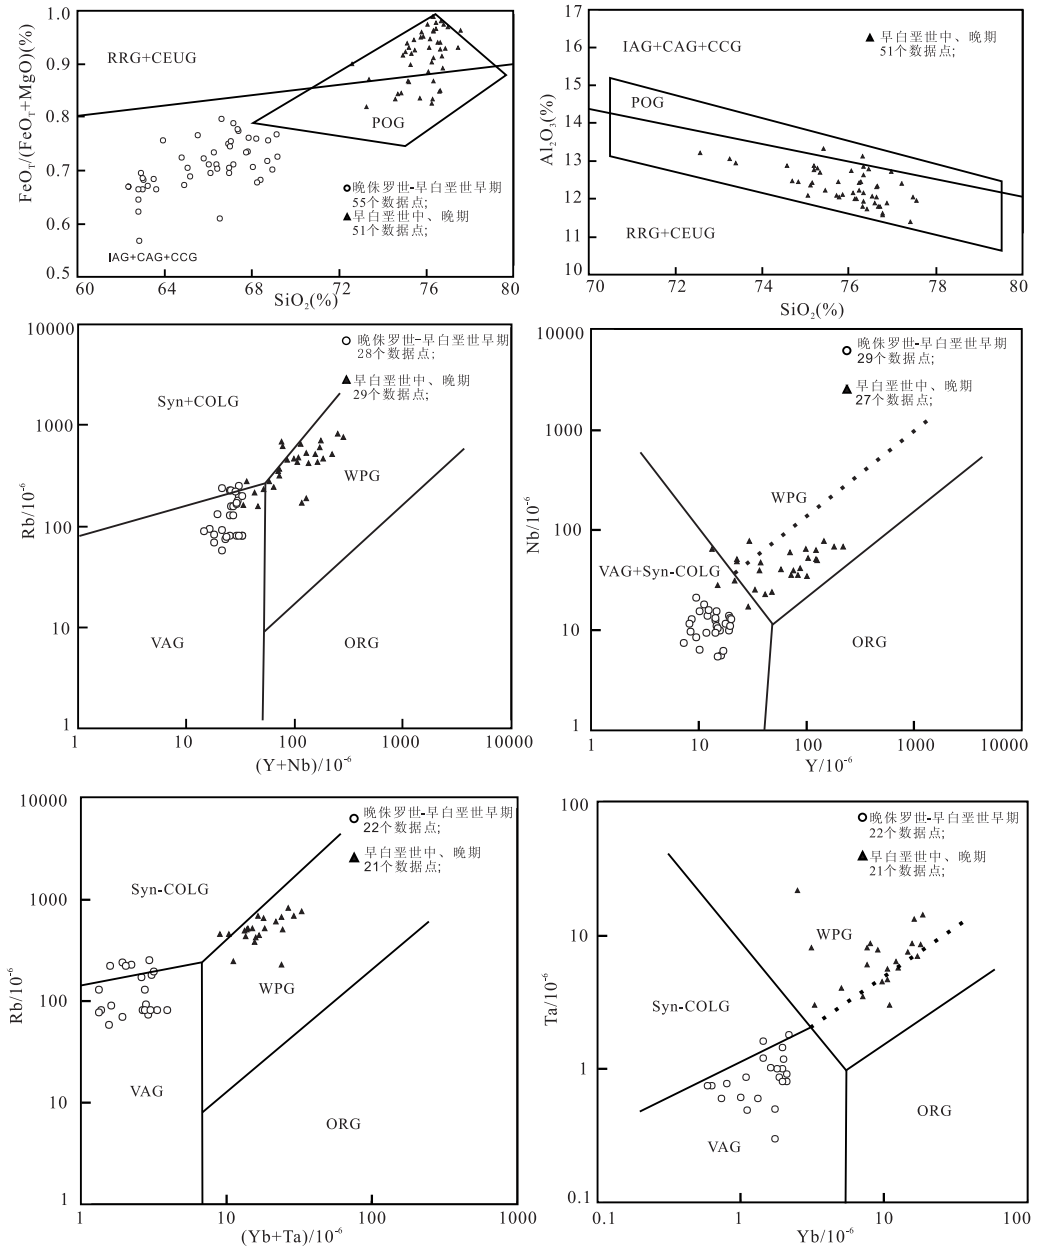 1.0
0.9
0.8
0.7
0.6
0.5
FeOT/(FeOT+MgO)(%)
RRG+CEUG
POG
晚侏罗世-早白垩世早期
55个数据点;
早白垩世中、晚期
51个数据点;
IAG+CAG+CCG
60
64
68
72
76
80
SiO2(%)
17
16
15
14
13
12
11
10
Al2O3(%)
IAG+CAG+CCG
早白垩世中、晚期
51个数据点;
POG
RRG+CEUG
70
72
74
76
78
80
SiO2(%)
10000
1000
100
10
1
Rb/10-6
晚侏罗世-早白垩世早期
28个数据点;
早白垩世中、晚期
29个数据点;
Syn+COLG
WPG
VAG
ORG
1
10
100
1000
10000
(Y+Nb)/10-6
10000
1000
100
10
1
Nb/10-6
晚侏罗世-早白垩世早期
29个数据点;
早白垩世中、晚期
27个数据点;
WPG
VAG+Syn-COLG
ORG
1
10
100
1000
10000
Y/10-6
10000
1000
100
10
1
Rb/10-6
晚侏罗世-早白垩世早期
22个数据点;
早白垩世中、晚期
21个数据点;
Syn-COLG
WPG
VAG
ORG
1
10
100
1000
(Yb+Ta)/10-6
100
10
1
0.1
Ta/10-6
晚侏罗世-早白垩世早期
22个数据点;
早白垩世中、晚期
21个数据点;
WPG
Syn-COLG
VAG
ORG
0.1
1
10
100
Yb/10-6